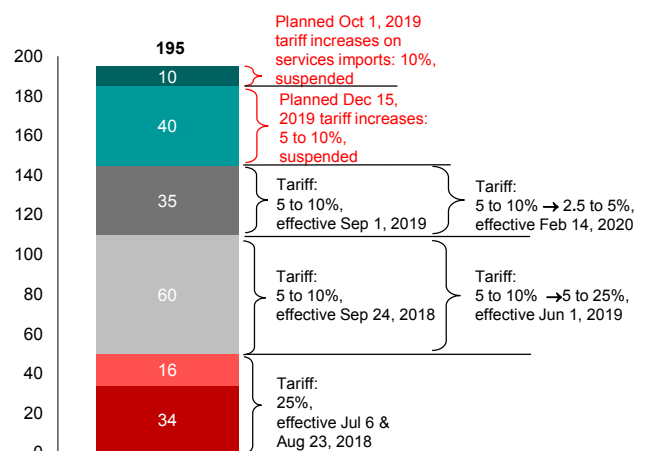 Planned Oct 1, 2019
tariff increases on
services imports: 10%,
suspended
195
200
180
160
140
120
100
80
60
40
20
0
10
40
35
60
16
34
Planned Dec 15,
2019 tariff increases:
5 to 10%,
suspended
Tariff:
5 to 10%,
effective Sep 1, 2019
Tariff:
5 to 10% → 2.5 to 5%,
effective Feb 14, 2020
Tariff:
5 to 10%,
effective Sep 24, 2018
Tariff:
5 to 10% →5 to 25%,
effective Jun 1, 2019
Tariff:
25%,
effective Jul 6 &
Aug 23, 2018